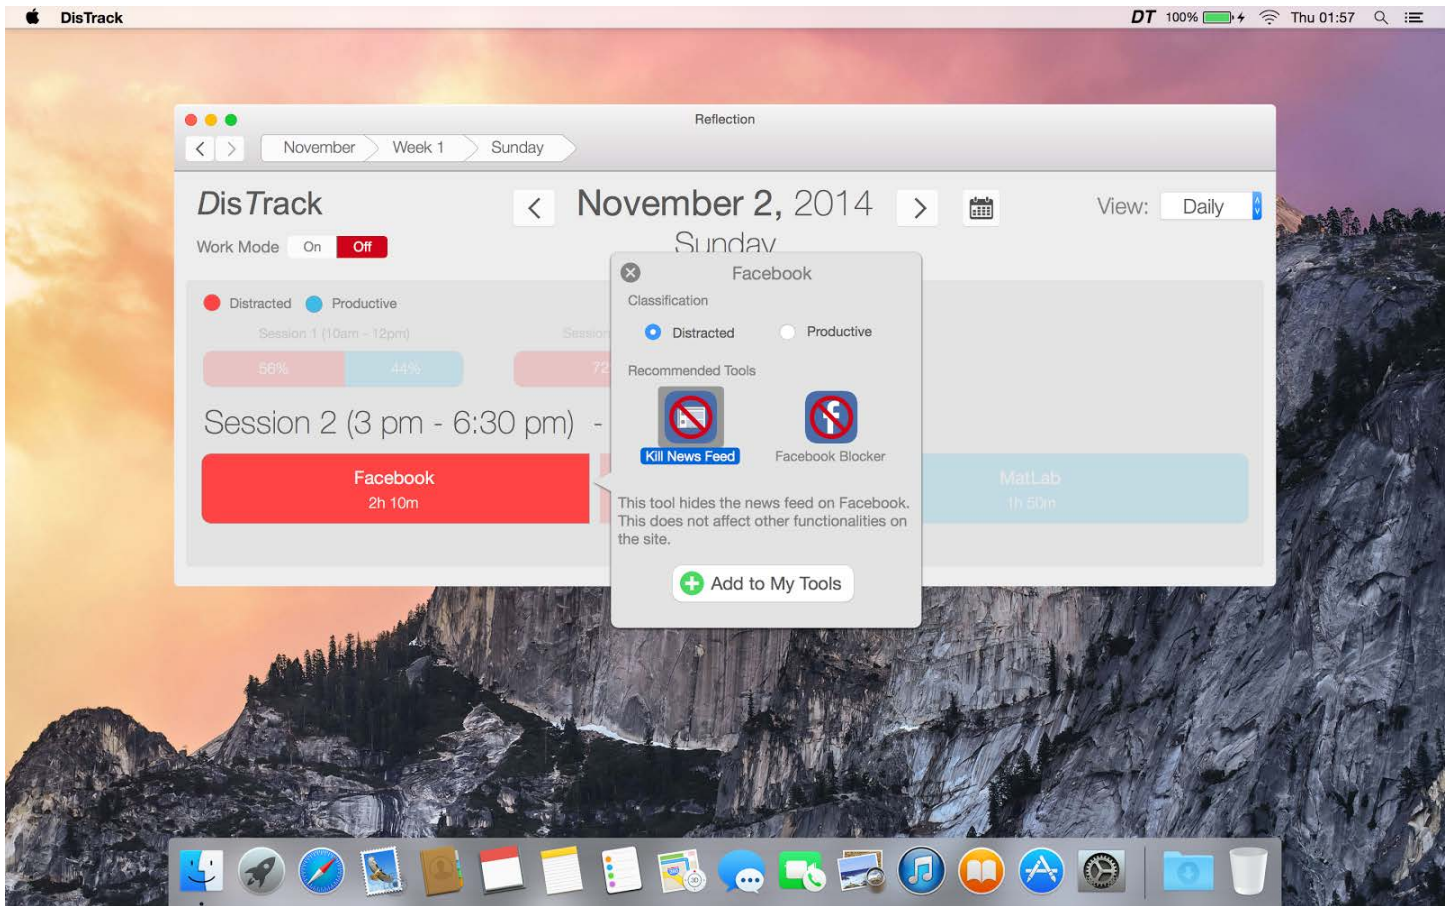 DisTrack
DT 100% Thu 01:57
Reflection
November Week 1 Sunday
DisTrack
November 2, 2014
View: Daily
Sunday
Work Mode On Off
Distracted Productive
Session 1 (10am - 12pm)
Session
56% 44%
72
Session 2 (3 pm - 6:30 pm) -
Facebook
2h 10m
MatLab
1h 50m
Facebook
Classification
Distracted Productive
Recommended Tools
Kill News Feed Facebook Blocker
This tool hides the news feed on Facebook.
This does not affect other functionalities on
the site.
Add to My Tools